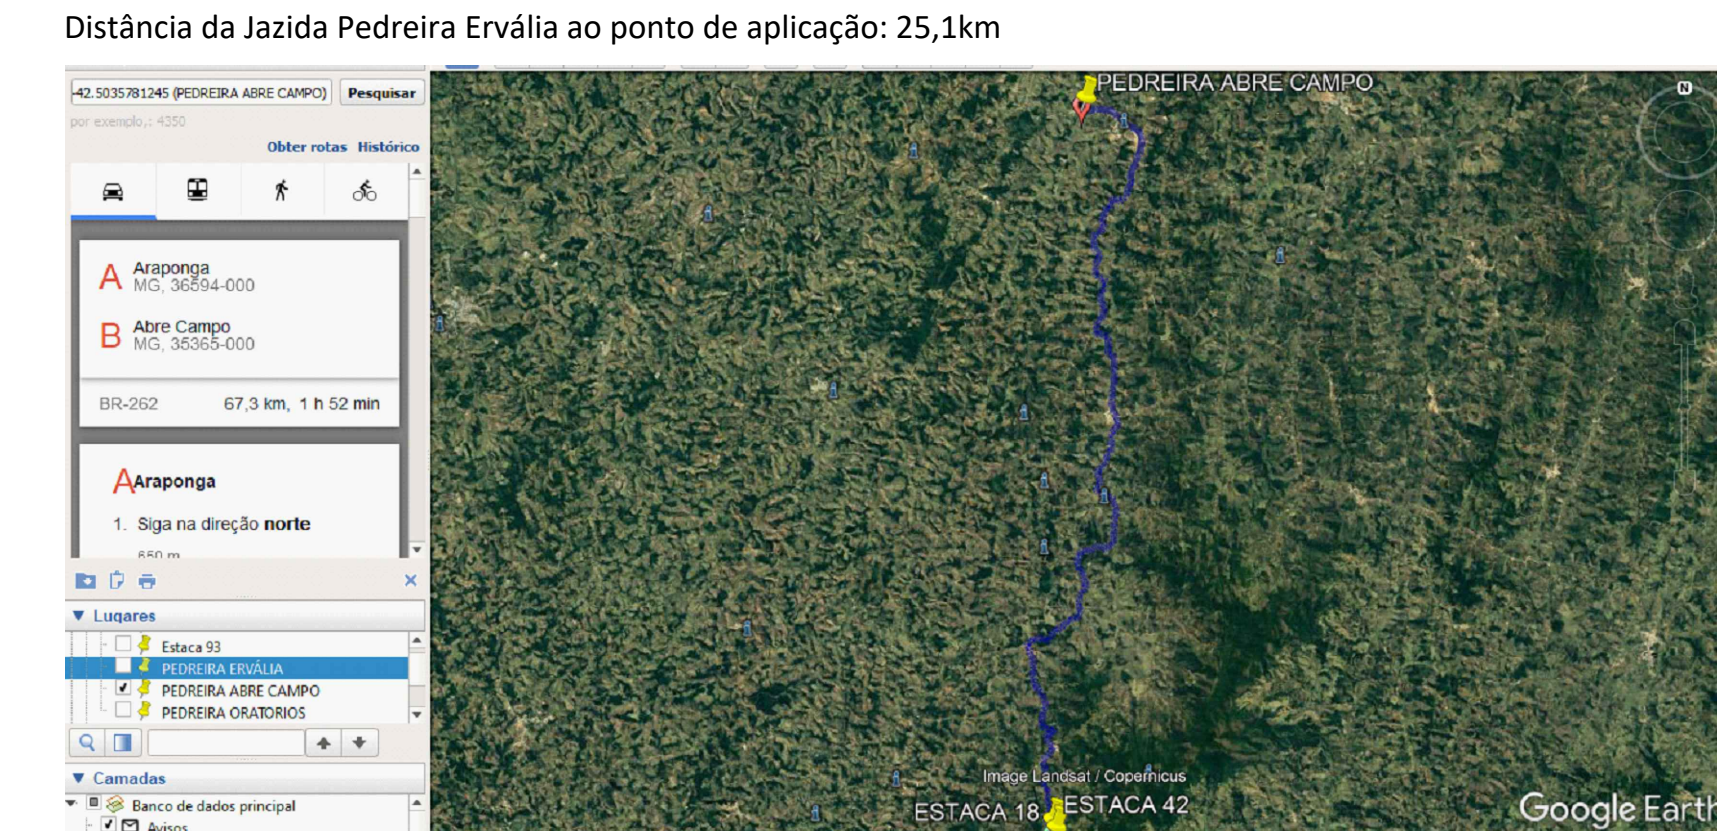 Distância da Jazida Pedreira Ervália ao ponto de aplicação: 25,1km
-42.5035781245 (PEDREIRA ABRE CAMPO)
Pesquisar
por exemplo,: 4350
Obter rotas Histórico
A Araponga
MG, 36594-000
B Abre Campo
MG, 35365-000
BR-262 67,3 km, 1 h 52 min
A Araponga
1. Siga na direção norte
650 m
Lugares
Estaca 93
PEDREIRA ERVÁLIA
PEDREIRA ABRE CAMPO
PEDREIRA ORATORIOS
Camadas
Banco de dados principal
Avisos
PEDREIRA ABRE CAMPO
N
Image Landsat / Copernicus
ESTACA 18
ESTACA 42
Google Earth